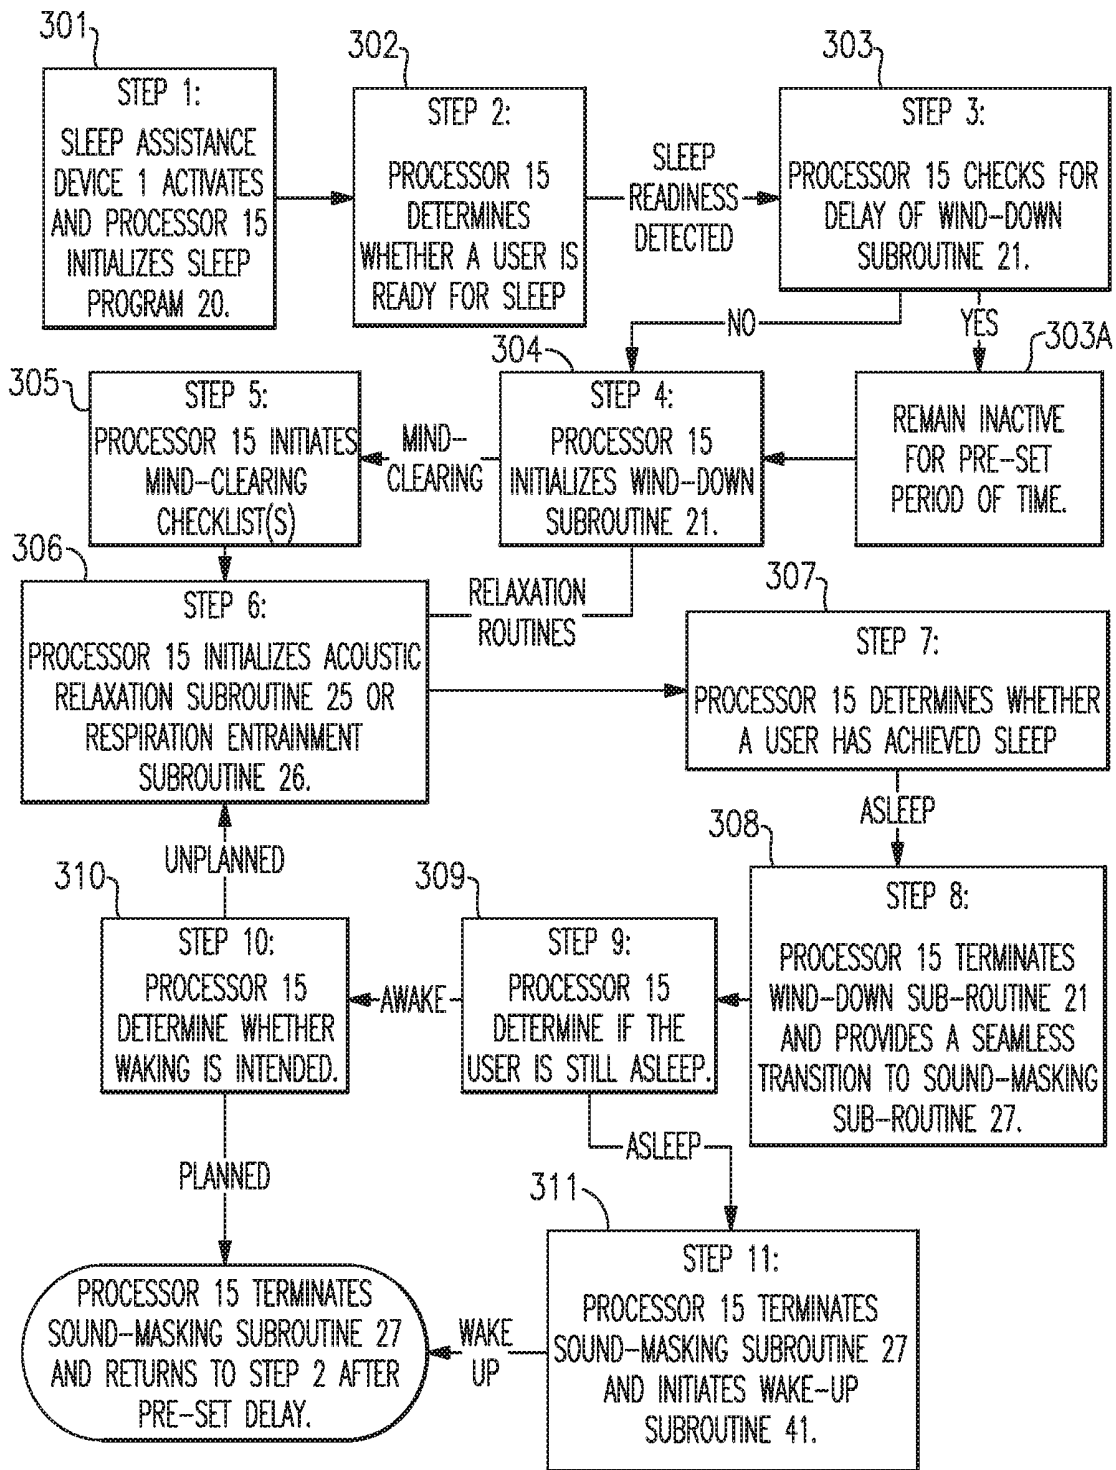 301
STEP 1:
SLEEP ASSISTANCE
DEVICE 1 ACTIVATES
AND PROCESSOR 15
INITIALIZES SLEEP
PROGRAM 20.
302
STEP 2:
PROCESSOR 15
DETERMINES
WHETHER A USER IS
READY FOR SLEEP
SLEEP
READINESS
DETECTED
303
STEP 3:
PROCESSOR 15 CHECKS FOR
DELAY OF WIND-DOWN
SUBROUTINE 21.
NO
YES
303A
REMAIN INACTIVE
FOR PRE-SET
PERIOD OF TIME.
304
STEP 4:
PROCESSOR 15
INITIALIZES WIND-DOWN
SUBROUTINE 21.
MIND-
CLEARING
305
STEP 5:
PROCESSOR 15 INITIATES
MIND-CLEARING
CHECKLIST(S)
306
STEP 6:
PROCESSOR 15 INITIALIZES ACOUSTIC
RELAXATION SUBROUTINE 25 OR
RESPIRATION ENTRAINMENT
SUBROUTINE 26.
RELAXATION
ROUTINES
307
STEP 7:
PROCESSOR 15 DETERMINES WHETHER
A USER HAS ACHIEVED SLEEP
ASLEEP
308
STEP 8:
PROCESSOR 15 TERMINATES
WIND-DOWN SUB-ROUTINE 21
AND PROVIDES A SEAMLESS
TRANSITION TO SOUND-MASKING
SUB-ROUTINE 27.
309
STEP 9:
PROCESSOR 15
DETERMINE IF THE
USER IS STILL ASLEEP.
AWAKE
310
STEP 10:
PROCESSOR 15
DETERMINE WHETHER
WAKING IS INTENDED.
UNPLANNED
PLANNED
ASLEEP
311
STEP 11:
PROCESSOR 15 TERMINATES
SOUND-MASKING SUBROUTINE 27
AND INITIATES WAKE-UP
SUBROUTINE 41.
WAKE
UP
PROCESSOR 15 TERMINATES
SOUND-MASKING SUBROUTINE 27
AND RETURNS TO STEP 2 AFTER
PRE-SET DELAY.